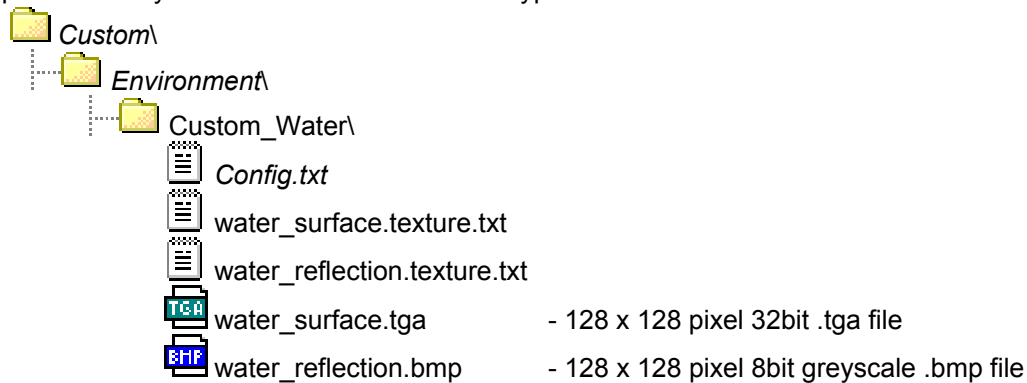 Custom\
Environment\
Custom_Water\
Config.txt
water_surface.texture.txt
water_reflection.texture.txt
TGA water_surface.tga - 128 x 128 pixel 32bit .tga file
BMP water_reflection.bmp - 128 x 128 pixel 8bit greyscale .bmp file